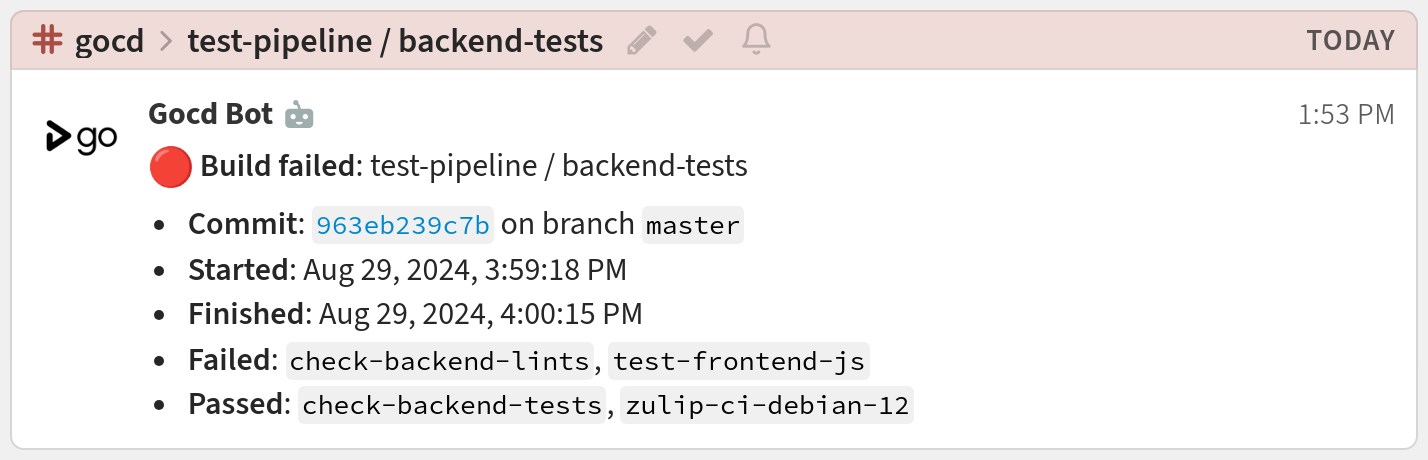 # gocd > test-pipeline / backend-tests TODAY
go
Gocd Bot 1:53 PM
Build failed: test-pipeline / backend-tests
• Commit: 963eb239c7b on branch master
• Started: Aug 29, 2024, 3:59:18 PM
• Finished: Aug 29, 2024, 4:00:15 PM
• Failed: check-backend-lints, test-frontend-js
• Passed: check-backend-tests, zulip-ci-debian-12